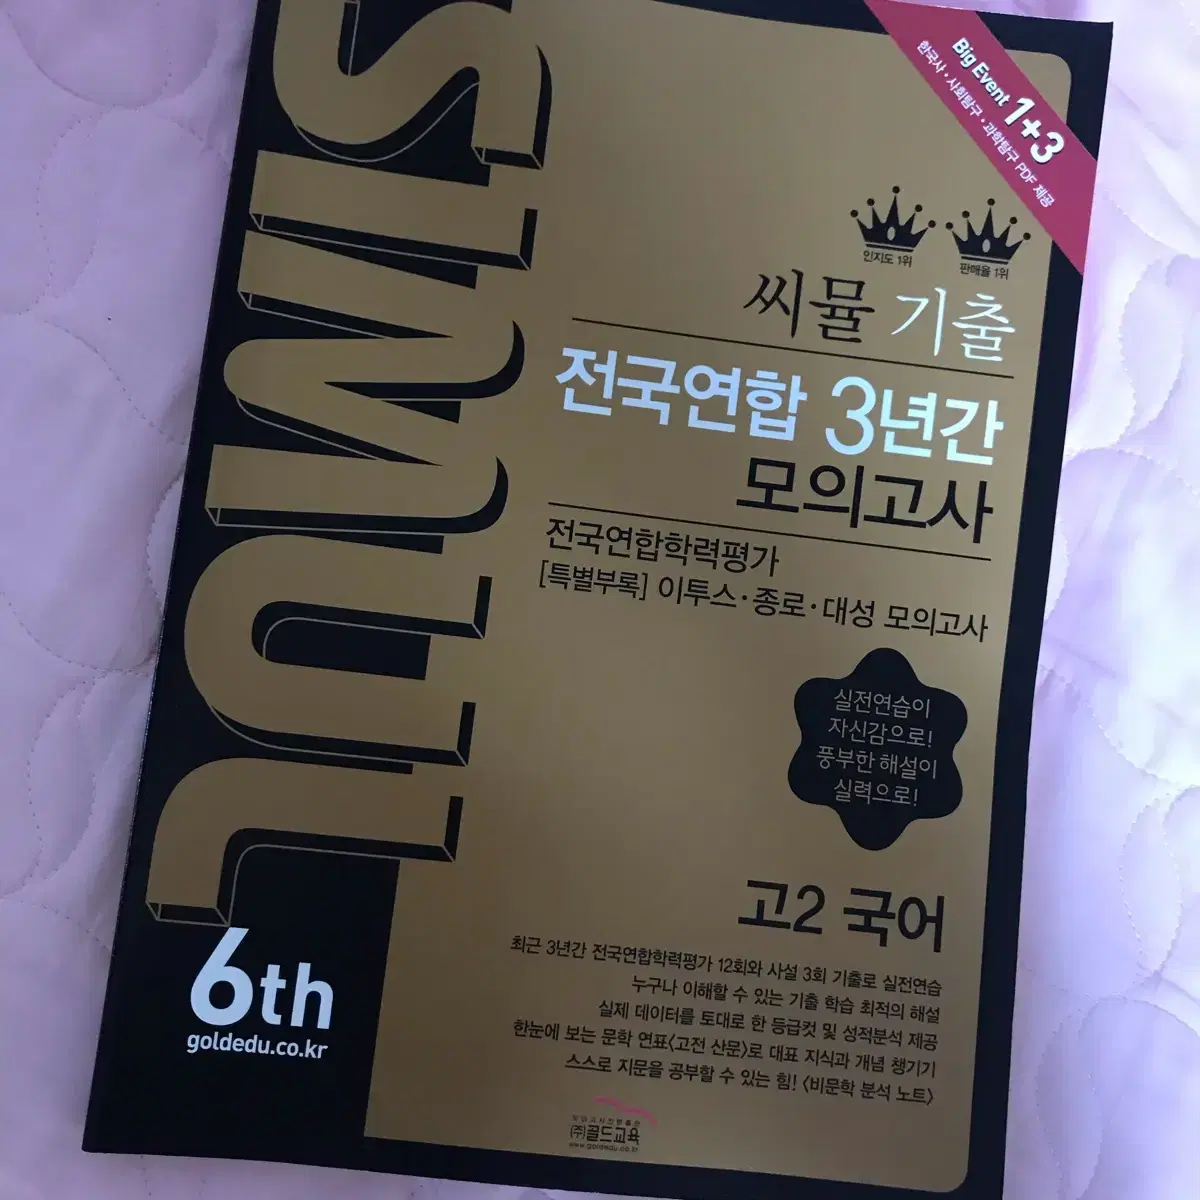 SIMUL
Big Event 1+3
한국사·사회탐구·과학탐구 PDF 제공
인지도 1위
판매율 1위
씨뮬 기출
전국연합 3년간
모의고사
전국연합학력평가
[특별부록] 이투스·종로·대성 모의고사
실전연습이
자신감으로!
풍부한 해설이
실력으로!
고2 국어
최근 3년간 전국연합학력평가 12회와 사설 3회 기출로 실전연습
누구나 이해할 수 있는 기출 학습 최적의 해설
실제 데이터를 토대로 한 등급컷 및 성적분석 제공
한눈에 보는 문학 연표<고전 산문>로 대표 지식과 개념 챙기기
스스로 지문을 공부할 수 있는 힘! <비문학 분석 노트>
6th
goldedu.co.kr
(주)골드교육
www.goldedu.co.kr